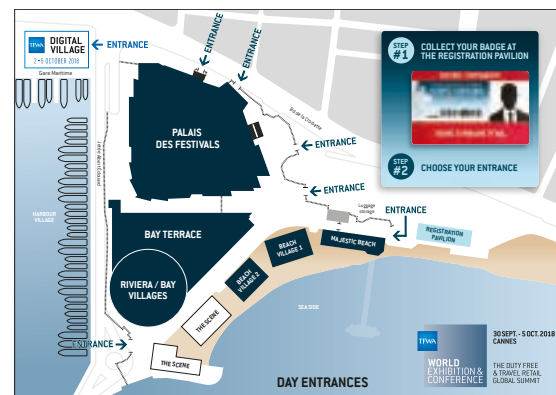 TFWA
DIGITAL
VILLAGE
2-5 OCTOBER 2018
Gare Maritime
ENTRANCE
ENTRANCE
ENTRANCE
STEP
#1
COLLECT YOUR BADGE AT
THE REGISTRATION PAVILION
STEP
#2
CHOOSE YOUR ENTRANCE
PALAIS
DES FESTIVALS
ENTRANCE
ENTRANCE
Luggage
storage
ENTRANCE
HARBOUR
VILLAGE
BAY TERRACE
RIVIERA / BAY
VILLAGES
BEACH
VILLAGE 1
BEACH
VILLAGE 2
MAJESTIC BEACH
REGISTRATION
PAVILION
THE SCENE
THE SCENE
SEA SIDE
ENTRANCE
DAY ENTRANCES
TFWA
WORLD
EXHIBITION &
CONFERENCE
30 SEPT. - 5 OCT. 2018
CANNES
THE DUTY FREE
& TRAVEL RETAIL
GLOBAL SUMMIT